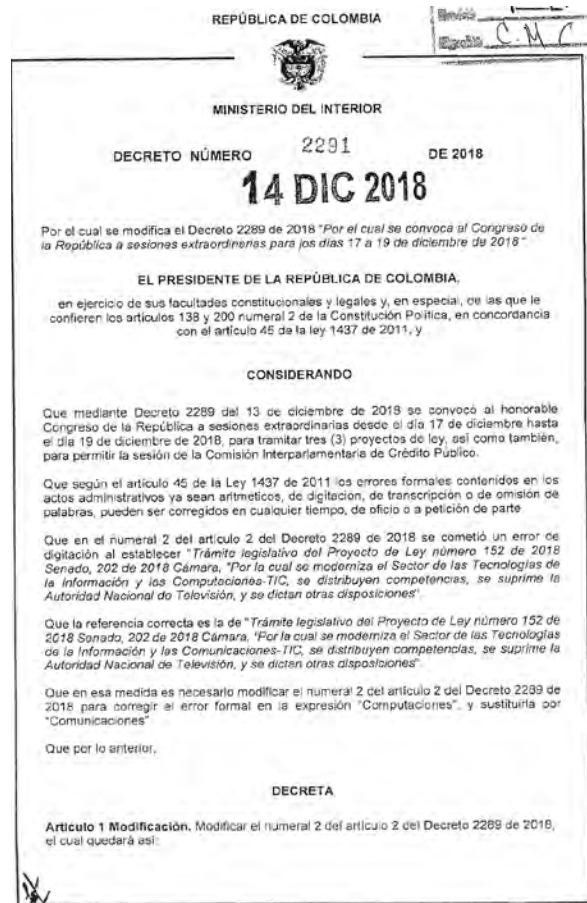 REPÚBLICA DE COLOMBIA
C.M.C
MINISTERIO DEL INTERIOR
DECRETO NÚMERO 2291 DE 2018
14 DIC 2018
Por el cual se modifica el Decreto 2289 de 2018 "Por el cual se convoca al Congreso de
la República a sesiones extraordinarias para los días 17 a 19 de diciembre de 2018"
EL PRESIDENTE DE LA REPÚBLICA DE COLOMBIA,
en ejercicio de sus facultades constitucionales y legales y, en especial, de las que le
confieren los artículos 138 y 200 numeral 2 de la Constitución Política, en concordancia
con el artículo 45 de la ley 1437 de 2011, y
CONSIDERANDO
Que mediante Decreto 2289 del 13 de diciembre de 2018 se convocó al honorable
Congreso de la República a sesiones extraordinarias desde el día 17 de diciembre hasta
el día 19 de diciembre de 2018, para tramitar tres (3) proyectos de ley, así como también,
para permitir la sesión de la Comisión Interparlamentaria de Crédito Público.
Que según el artículo 45 de la Ley 1437 de 2011 los errores formales contenidos en los
actos administrativos ya sean aritméticos, de digitación, de transcripción o de omisión de
palabras, pueden ser corregidos en cualquier tiempo, de oficio o a petición de parte
Que en el numeral 2 del artículo 2 del Decreto 2289 de 2018 se cometió un error de
digitación al establecer "Trámite legislativo del Proyecto de Ley número 152 de 2018
Senado, 202 de 2018 Cámara, "Por la cual se moderniza el Sector de las Tecnologías de
la Información y las Computaciones-TIC, se distribuyen competencias, se suprime la
Autoridad Nacional de Televisión, y se dictan otras disposiciones".
Que la referencia correcta es la de "Trámite legislativo del Proyecto de Ley número 152 de
2018 Senado, 202 de 2018 Cámara, "Por la cual se moderniza el Sector de las Tecnologías
de la Información y las Comunicaciones-TIC, se distribuyen competencias, se suprime la
Autoridad Nacional de Televisión, y se dictan otras disposiciones"
Que en esa medida es necesario modificar el numeral 2 del artículo 2 del Decreto 2289 de
2018 para corregir el error formal en la expresión "Computaciones", y sustituirla por
"Comunicaciones"
Que por lo anterior,
DECRETA
Artículo 1 Modificación. Modificar el numeral 2 del artículo 2 del Decreto 2289 de 2018,
el cual quedará así: